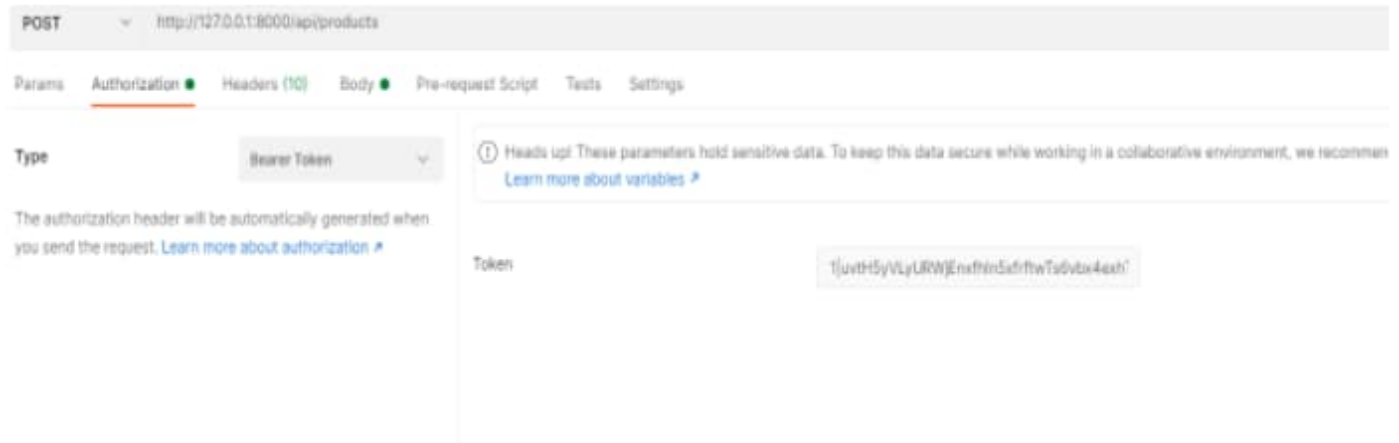 POST http://127.0.0.1:8000/api/products
Params Authorization Headers (10) Body Pre-request Script Tests Settings
Type Bearer Token
Heads up! These parameters hold sensitive data. To keep this data secure while working in a collaborative environment, we recommen
Learn more about variables ↗
The authorization header will be automatically generated when
you send the request. Learn more about authorization ↗
Token